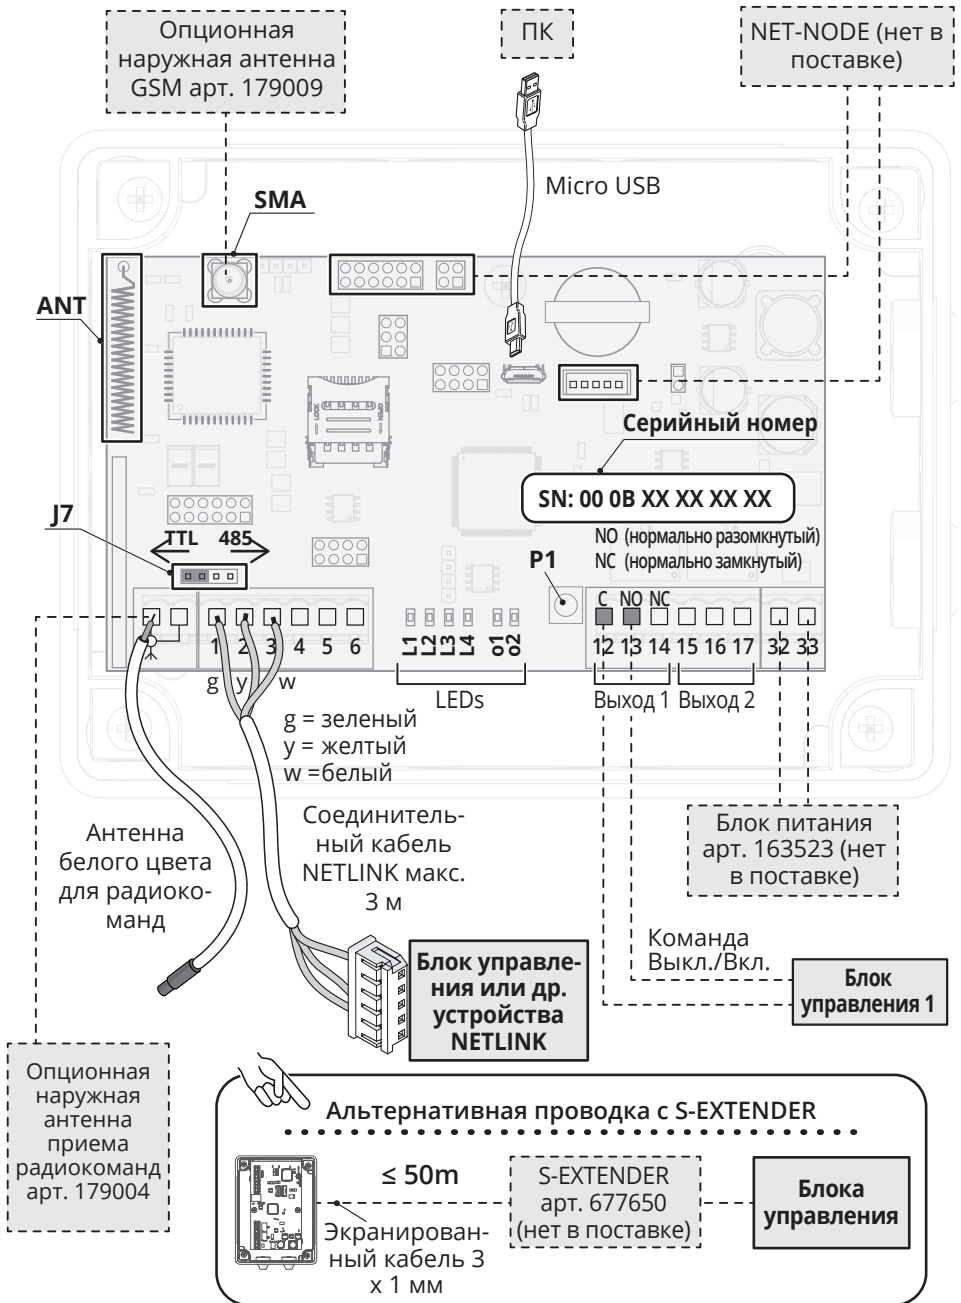 Опционная
наружная антенна
GSM арт. 179009
ПК
NET-NODE (нет в
поставке)
Micro USB
SMA
ANT
LOCK
OPEN
Серийный номер
SN: 00 0B XX XX XX XX
NO (нормально разомкнутый)
NC (нормально замкнутый)
J7
TTL 485
P1
C NO NC
1 2 3 4 5 6
L1 L2 L3 L4 o1 o2
12 13 14 15 16 17 32 33
g y w
LEDs
Выход 1 Выход 2
g = зеленый
y = желтый
w =белый
Антенна
белого цвета
для радиоко-
манд
Соединитель-
ный кабель
NETLINK макс.
3 м
Блок питания
арт. 163523 (нет
в поставке)
Команда
Выкл./Вкл.
Блок управле-
ния или др.
устройства
NETLINK
Блок
управления 1
Опционная
наружная
антенна
приема
радиокоманд
арт. 179004
Альтернативная проводка с S-EXTENDER
≤ 50m
Экранирован-
ный кабель 3
x 1 мм
S-EXTENDER
арт. 677650
(нет в поставке)
Блока
управления